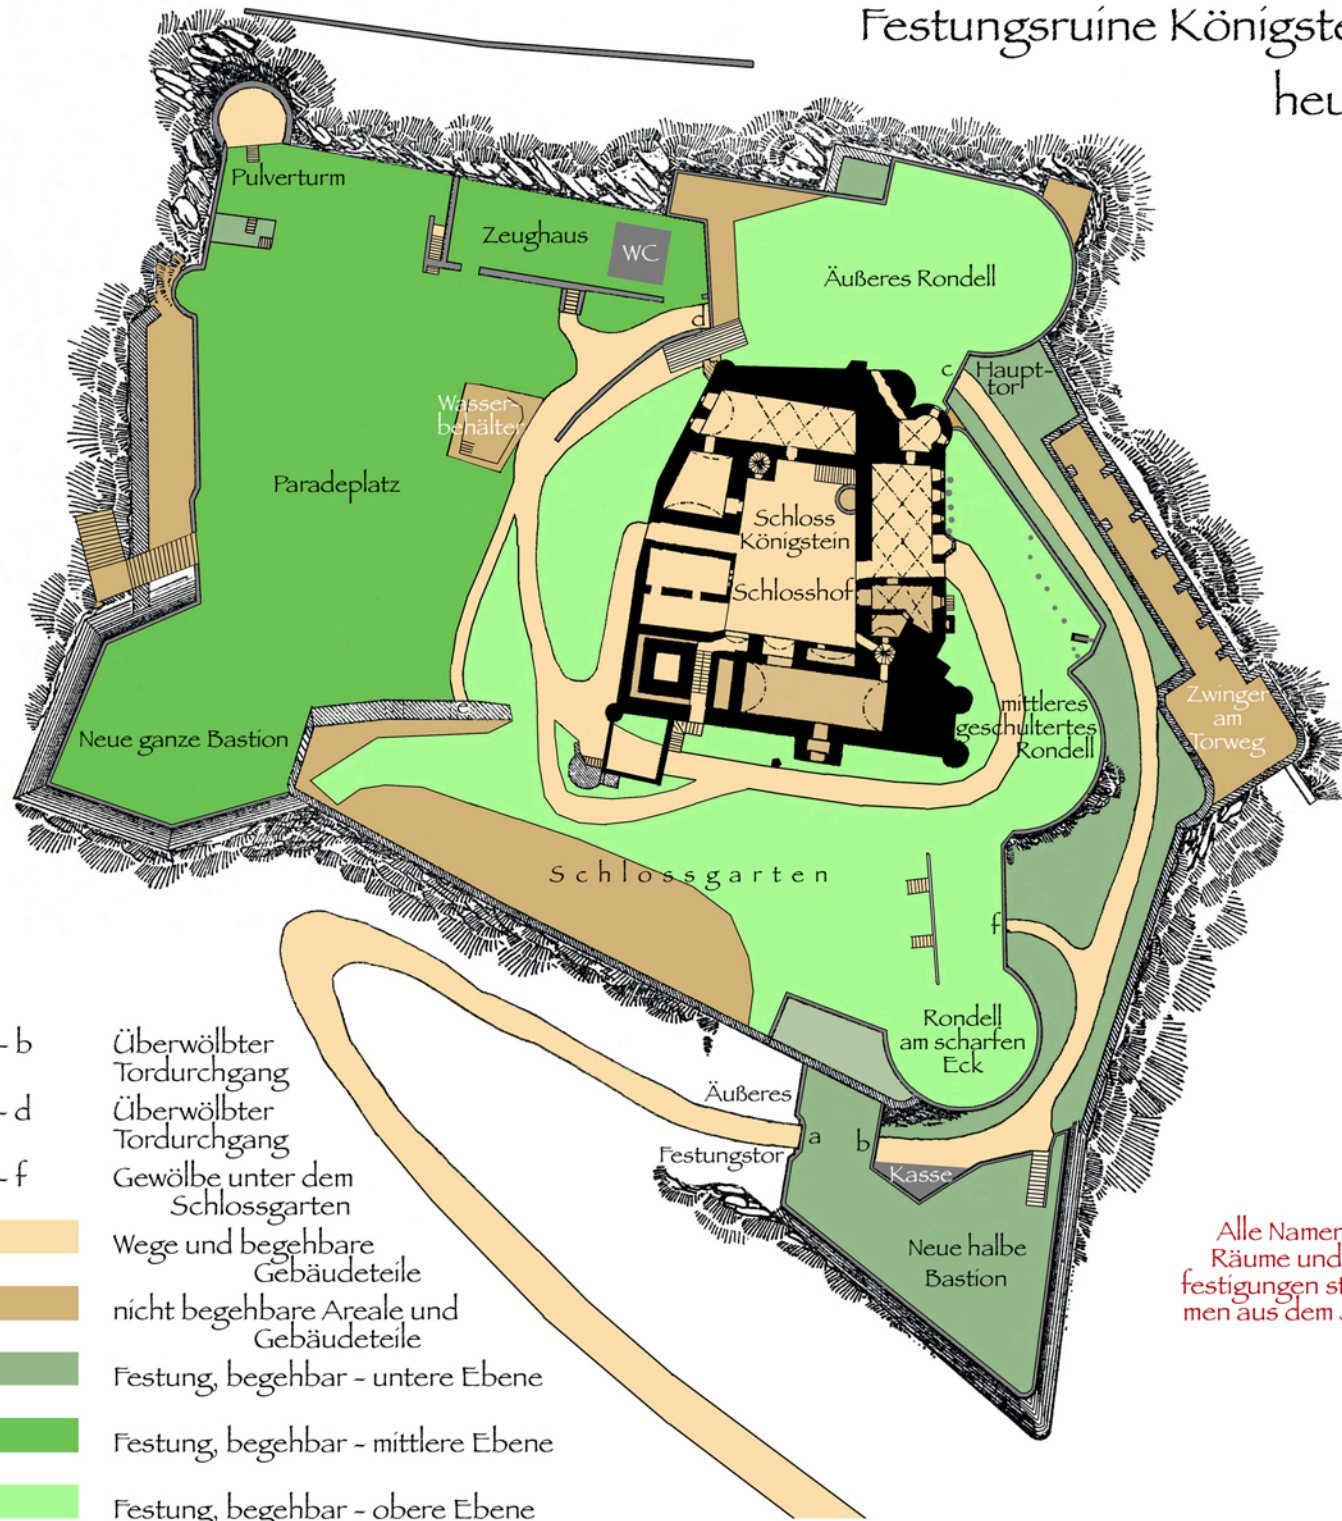 Festungsruine Königste
heu
Pulverturm
Zeughaus
WC
Äußeres Rondell
d
c
Haupt-
tor
Wasser-
behälter
Paradeplatz
Schloss
Königstein
Schlosshof
mittleres
geschultertes
Rondell
Zwinger
am
Torweg
e
Neue ganze Bastion
Schlossgarten
f
Rondell
am scharfen
Eck
Äußeres
Festungstor
a
b
Kasse
Neue halbe
Bastion
- b Überwölbter
Tordurchgang
- d Überwölbter
Tordurchgang
- f Gewölbe unter dem
Schlossgarten
Wege und begehbare
Gebäudeteile
nicht begehbare Areale und
Gebäudeteile
Festung, begehbar - untere Ebene
Festung, begehbar - mittlere Ebene
Festung, begehbar - obere Ebene
Alle Namen
Räume und
festigungen st
men aus dem